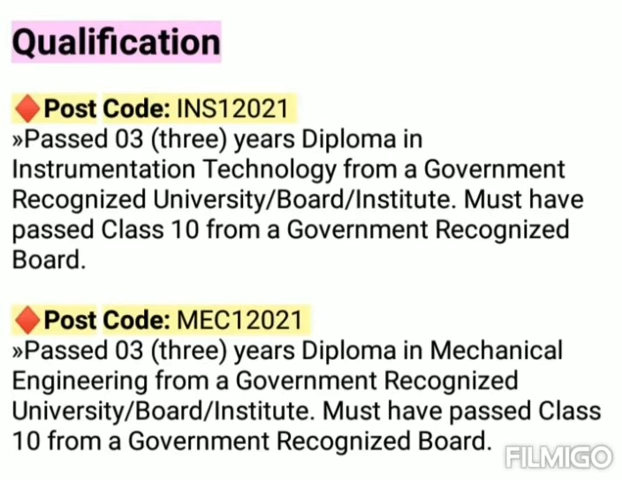 Qualification
♦Post Code: INS12021
»Passed 03 (three) years Diploma in
Instrumentation Technology from a Government
Recognized University/Board/Institute. Must have
passed Class 10 from a Government Recognized
Board.
♦Post Code: MEC12021
»Passed 03 (three) years Diploma in Mechanical
Engineering from a Government Recognized
University/Board/Institute. Must have passed Class
10 from a Government Recognized Board.
FILMIGO